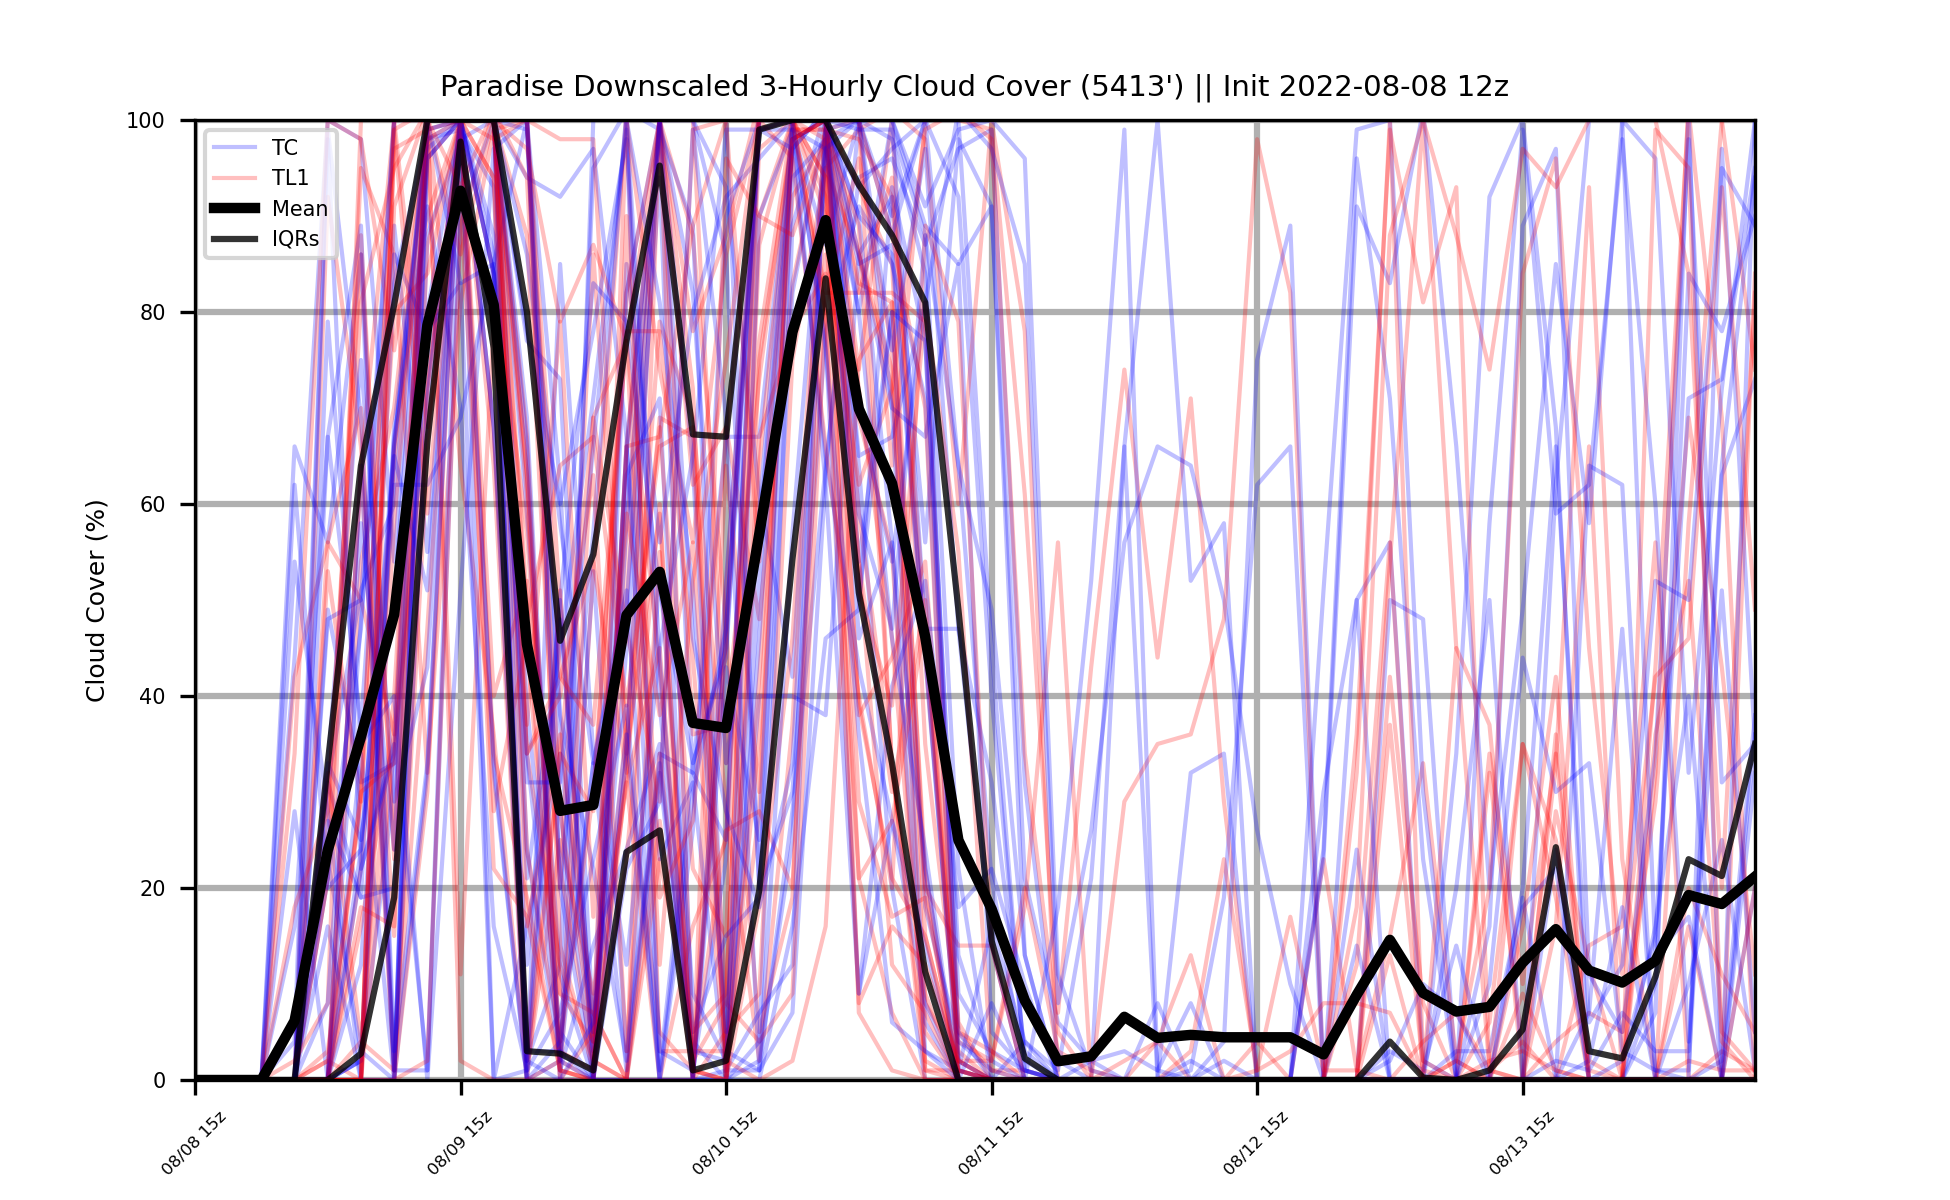 Paradise Downscaled 3-Hourly Cloud Cover (5413') || Init 2022-08-08 12z
100
80
60
40
20
0
Cloud Cover (%)
TC
TL1
Mean
IQRs
08/08 15z
08/09 15z
08/10 15z
08/11 15z
08/12 15z
08/13 15z